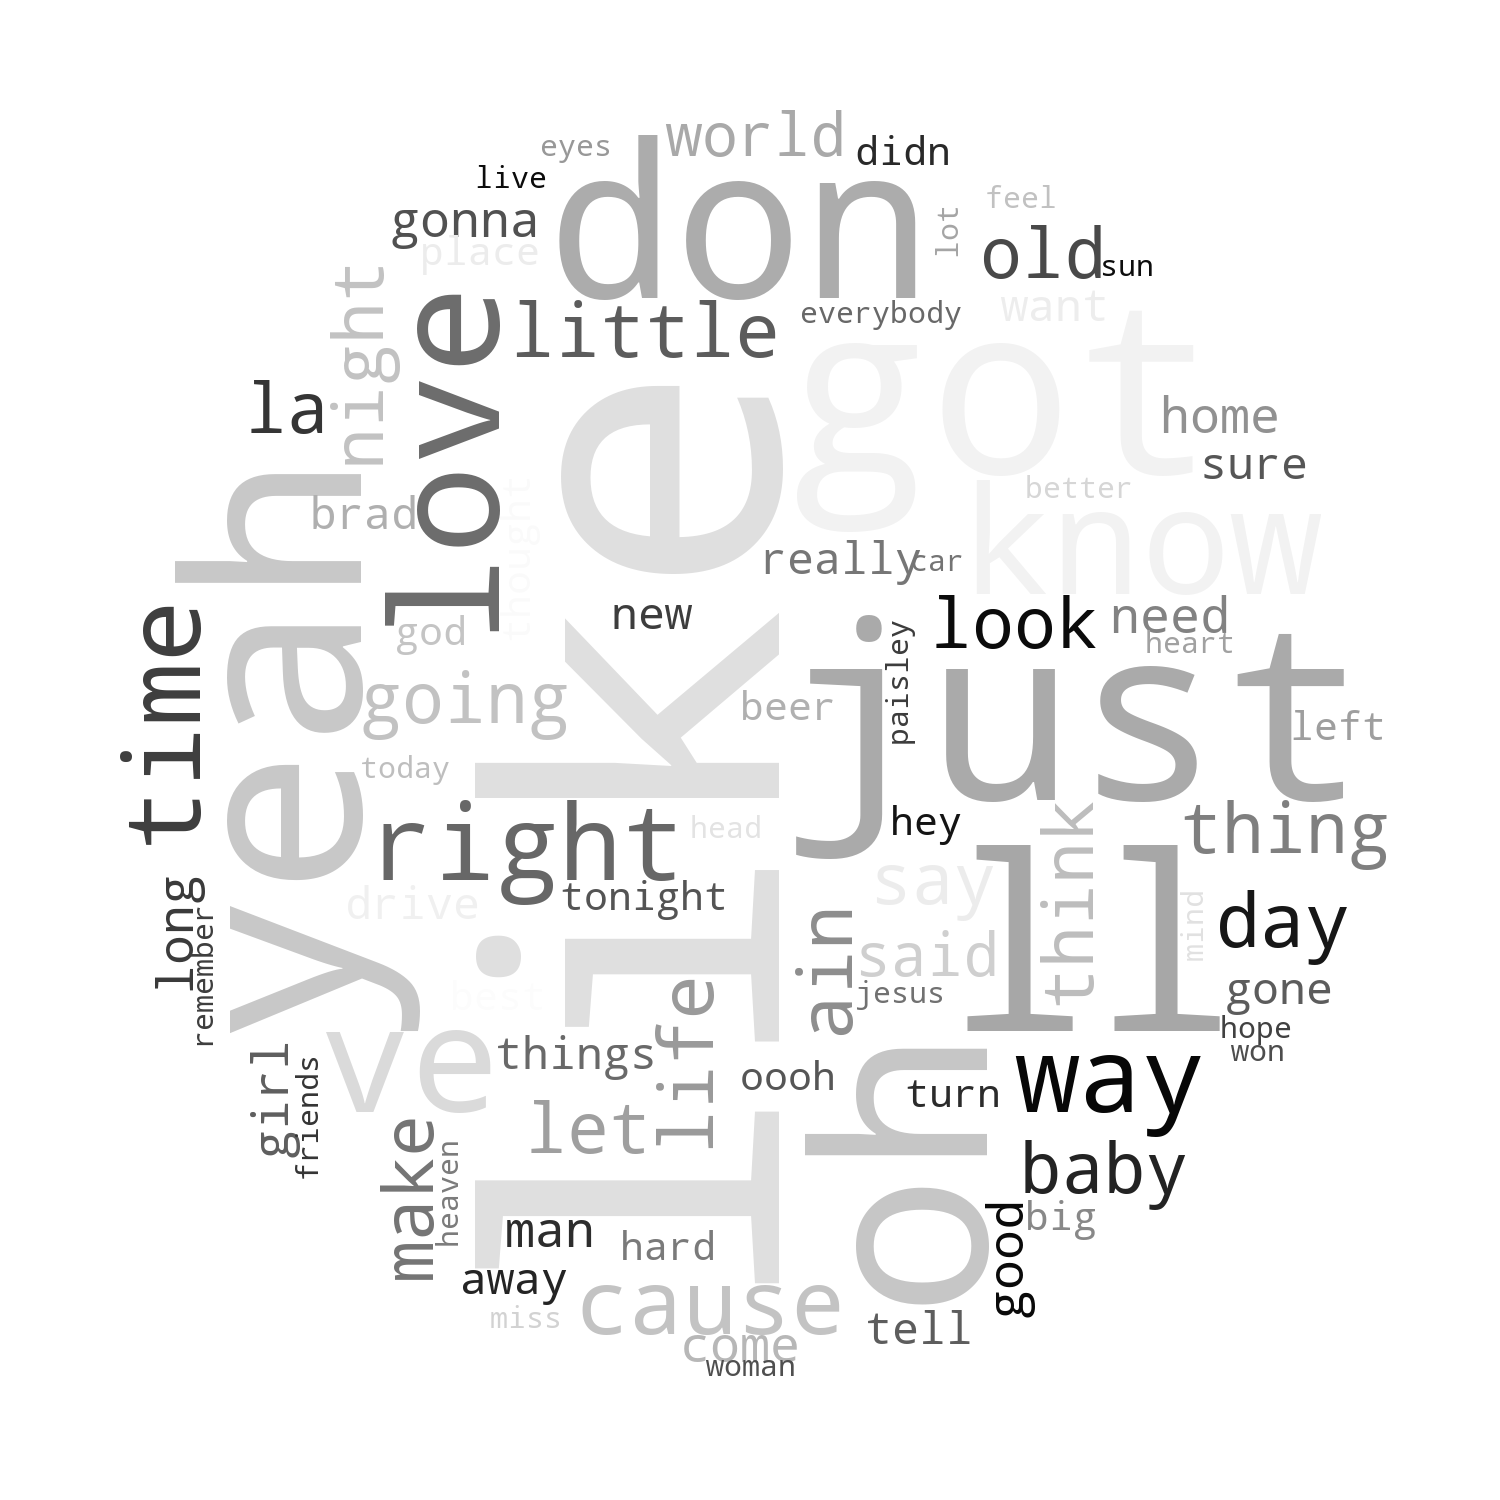 world
eyes
didn
live
don
feel
gonna
lot
place
old
sun
night
love
little
everybody
want
got
la
like
home
yeah
brad
sure
thought
better
know
really
car
new
look
need
time
god
paisley
heart
just
going
beer
left
today
right
head
hey
think
thing
ll
tonight
drive
say
long
remember
ain
said
mind
day
best
life
jesus
gone
hope
won
ve
things
girl
friends
oooh
oh
turn
way
let
make
heaven
baby
man
hard
good
big
away
cause
miss
tell
come
woman